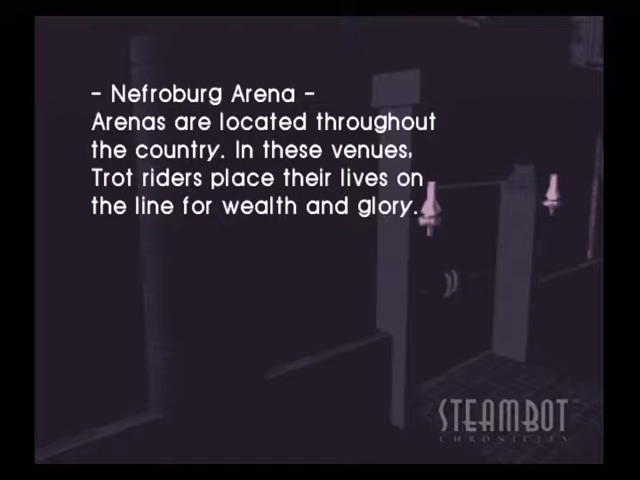 - Nefroburg Arena -
Arenas are located throughout
the country. In these venues,
Trot riders place their lives on
the line for wealth and glory.
STEAMBOT
CHRONICLES